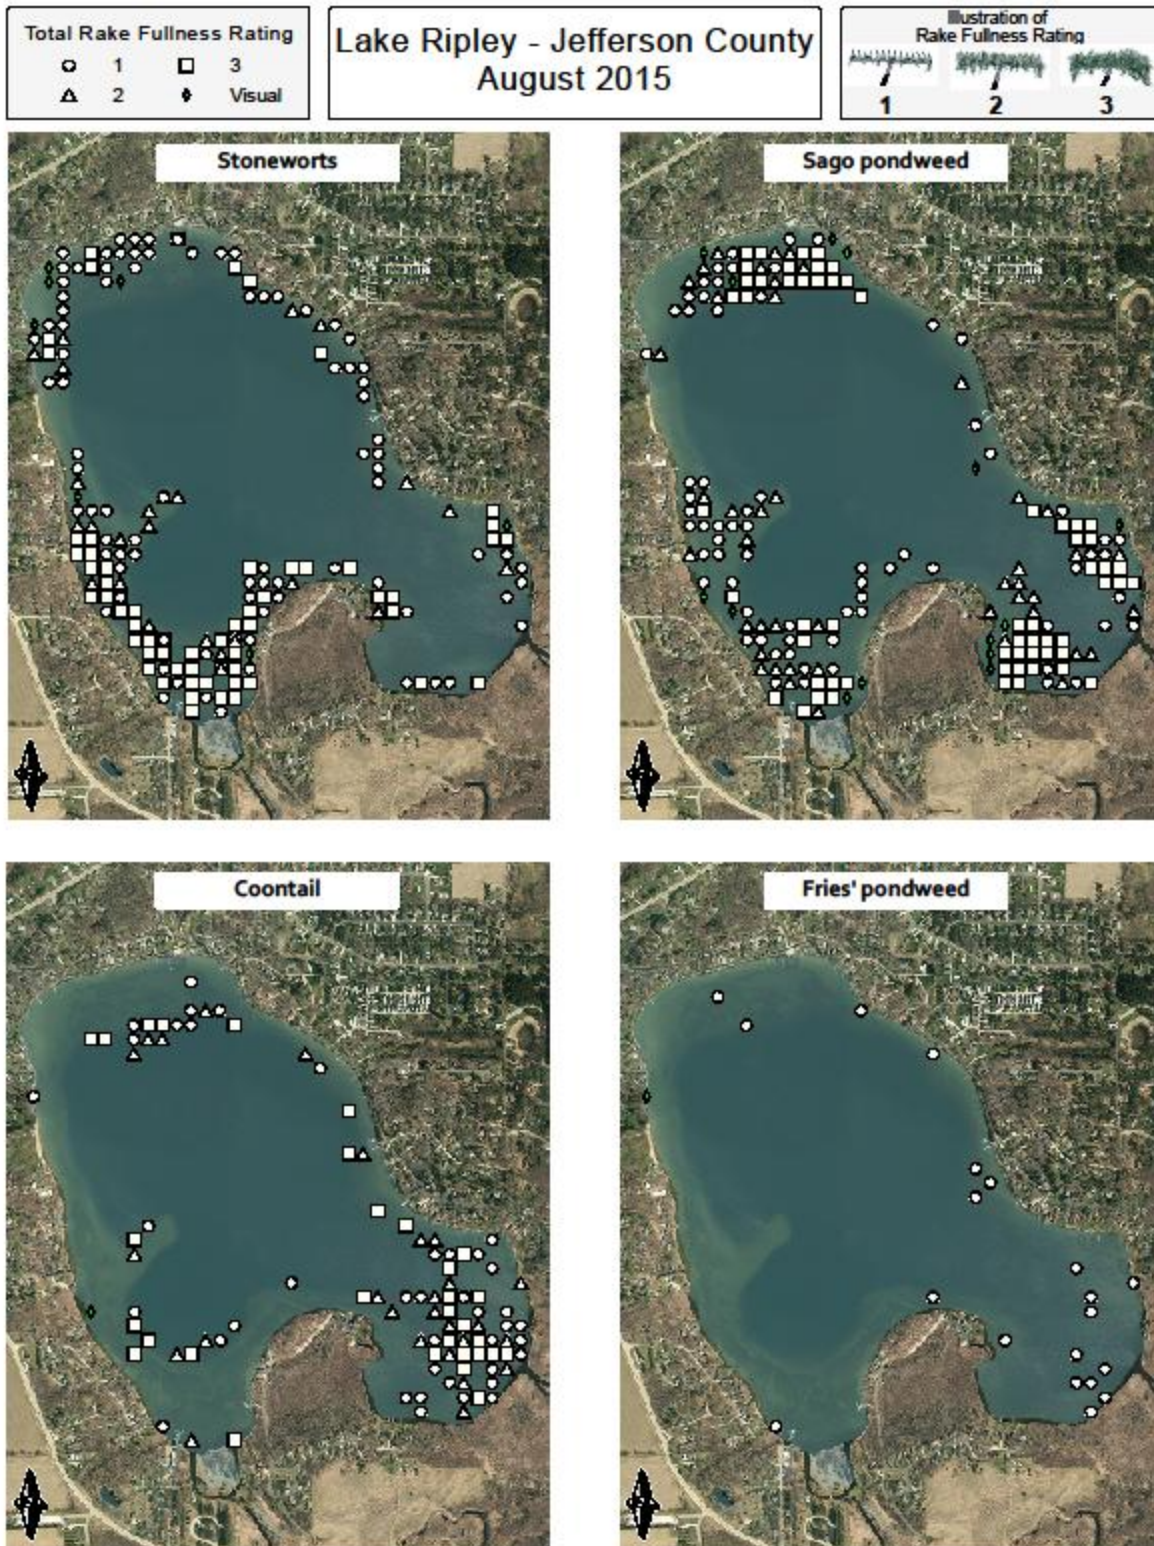 Total Rake Fullness Rating
1 3
2 Visual
Lake Ripley - Jefferson County
August 2015
Illustration of
Rake Fullness Rating
1 2 3
Stoneworts
Sago pondweed
Coontail
Fries' pondweed